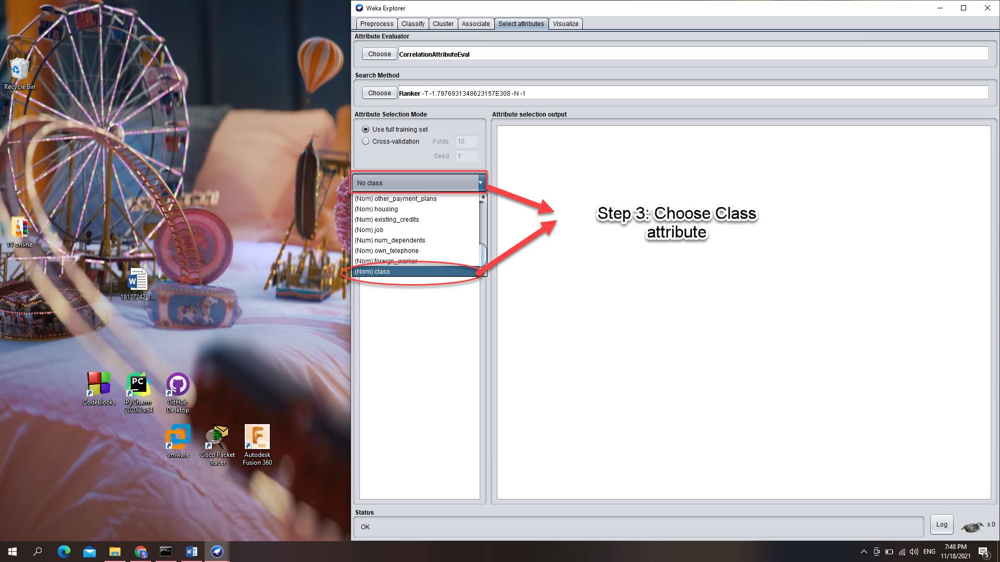 Weka Explorer
Preprocess Classify Cluster Associate Select attributes Visualize
Attribute Evaluator
Choose CorrelationAttributeEval
Search Method
Choose Ranker -T -1.7976931348623157E308 -N -1
Attribute Selection Mode
Use full training set
Cross-validation Folds 10
Seed 1
No class
(Nom) other_payment_plans
(Nom) housing
(Num) existing_credits
(Nom) job
(Num) num_dependents
(Nom) own_telephone
(Nom) foreign_worker
(Nom) class
Attribute selection output
Step 3: Choose Class
attribute
Status
OK
Log
x 0
Recycle Bin
TV online
19127242_1...
CodeBlocks
PC
PyCharm
2020.3 x64
GitHub
Desktop
vmware
Cisco Packet
Tracer
F
360
Autodesk
Fusion 360
ENG
7:48 PM
11/18/2021
5